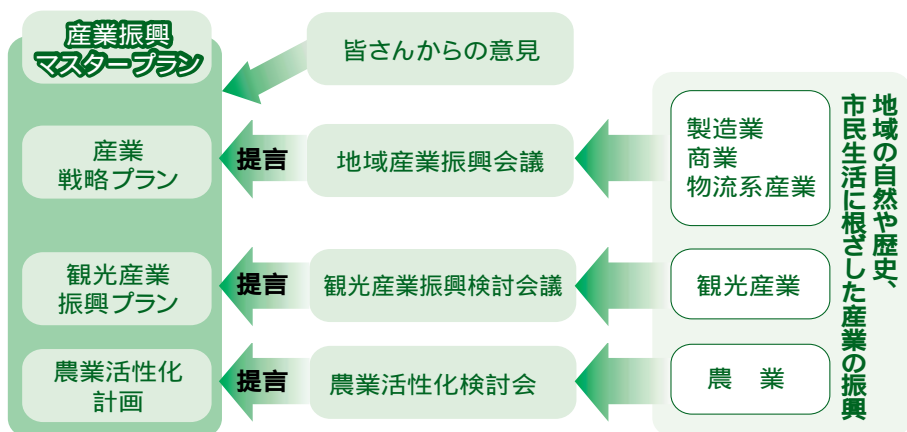 産業振興
マスタープラン
皆さんからの意見
産業
戦略プラン
提言
地域産業振興会議
製造業
商業
物流系産業
観光産業
振興プラン
提言
観光産業振興検討会議
観光産業
農業活性化
計画
提言
農業活性化検討会
農　業
地域の自然や歴史、
市民生活に根ざした産業の振興